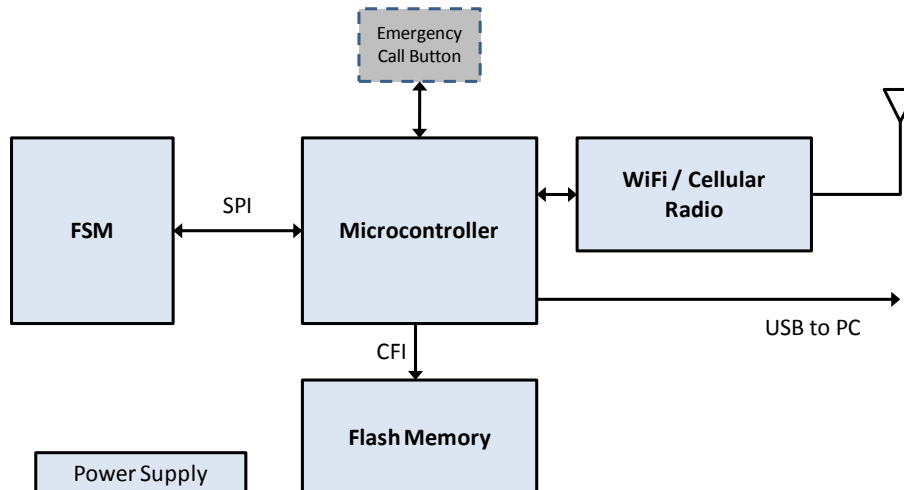 Emergency
Call Button
WiFi / Cellular
Radio
SPI
FSM
Microcontroller
USB to PC
CFI
Flash Memory
Power Supply